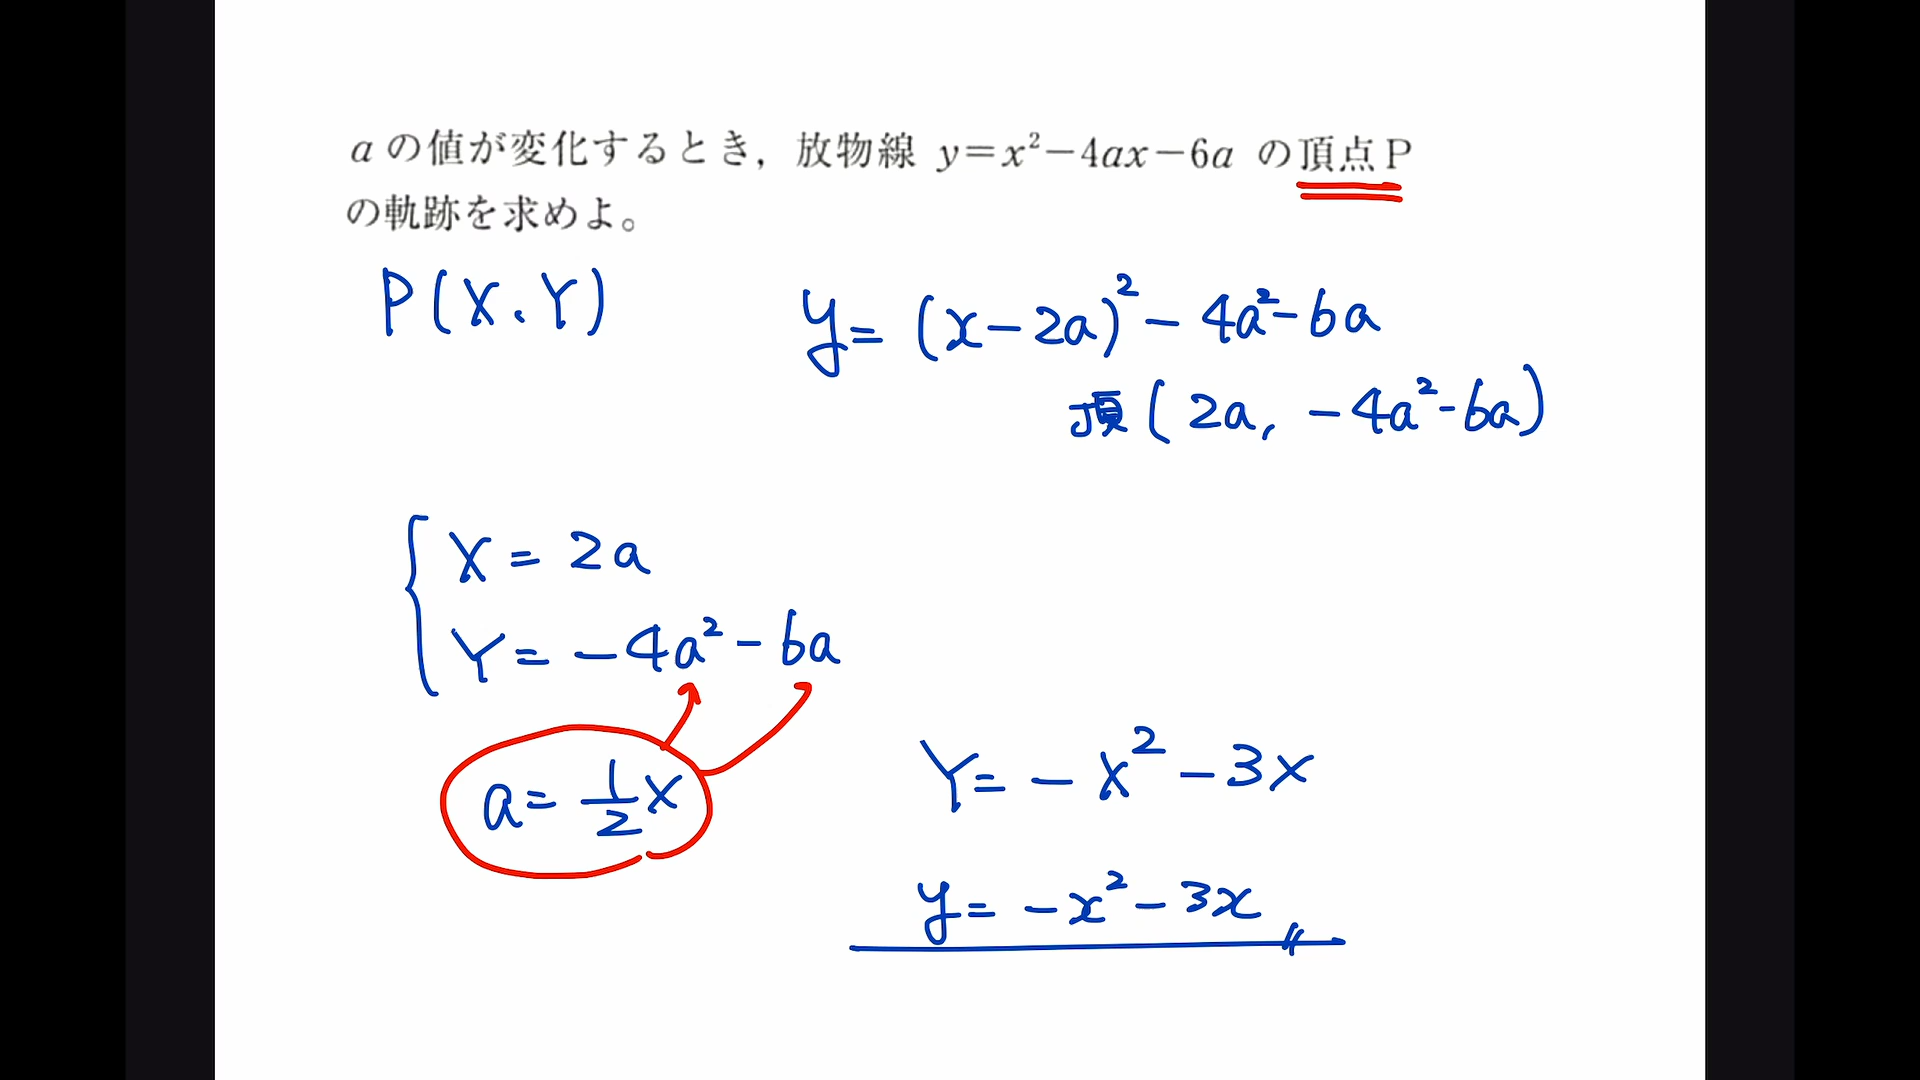 aの値が変化するとき，放物線 y=x²−4ax−6a の頂点P
の軌跡を求めよ。
P(X, Y)
y=(x−2a)²−4a²−6a
頂(2a, −4a²−6a)
X=2a
Y=−4a²−6a
a=1/2X
Y=−X²−3X
y=−x²−3x